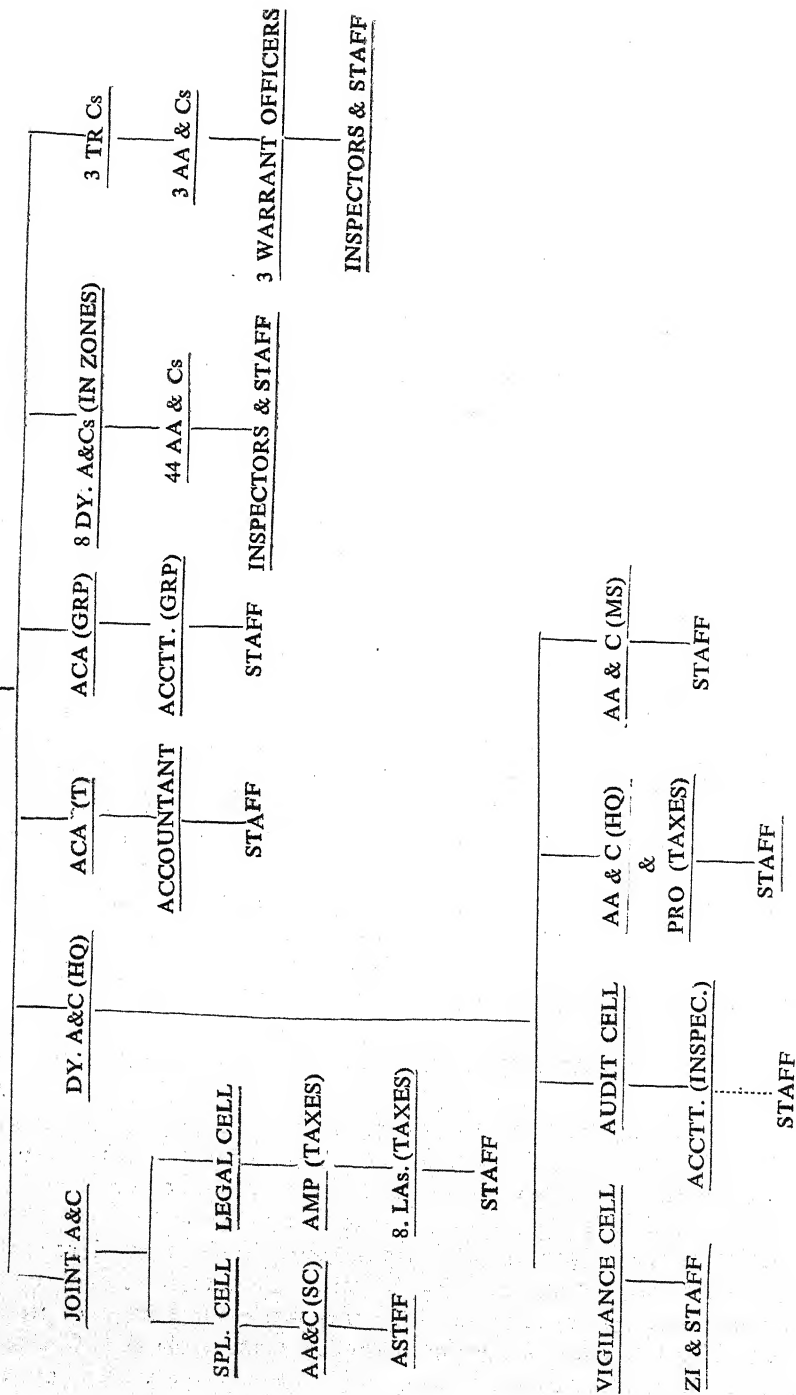 JOINT A&C
DY. A&C (HQ)
ACA (T)
ACA (GRP)
8 DY. A&Cs (IN ZONES)
3 TR Cs
SPL. CELL
LEGAL CELL
ACCOUNTANT
ACCTT. (GRP)
44 AA & Cs
3 AA & Cs
AA&C (SC)
AMP (TAXES)
STAFF
STAFF
INSPECTORS & STAFF
3 WARRANT OFFICERS
ASTFF
8. LAs. (TAXES)
INSPECTORS & STAFF
STAFF
VIGILANCE CELL
AUDIT CELL
AA & C (HQ)
&
PRO (TAXES)
AA & C (MS)
ZI & STAFF
ACCTT. (INSPEC.)
STAFF
STAFF
STAFF